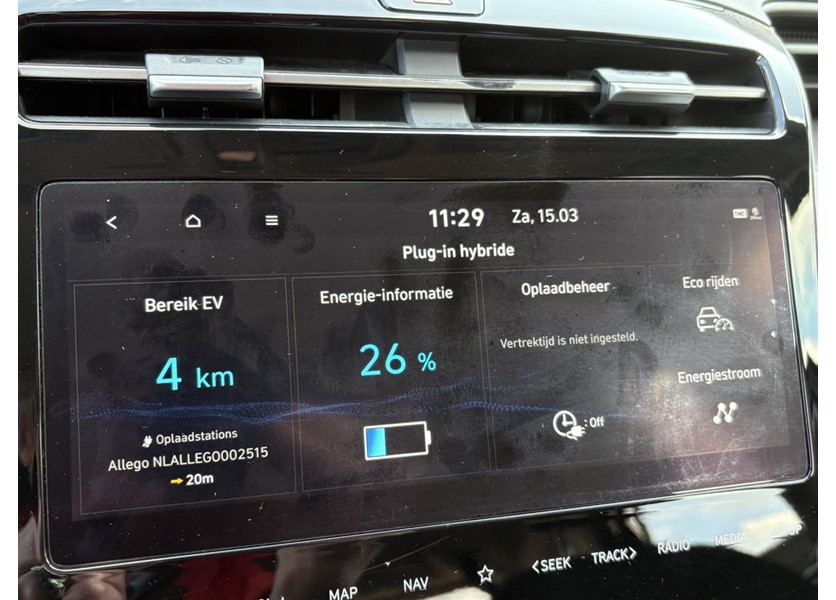 11:29 Za, 15.03
Plug-in hybride
Bereik EV
4 km
Oplaadstations
Allego NLALLEGO002515
20m
Energie-informatie
26 %
Oplaadbeheer
Vertrektijd is niet ingesteld.
: Off
Eco rijden
Energiestroom
MAP NAV <SEEK TRACK> RADIO MEDIA